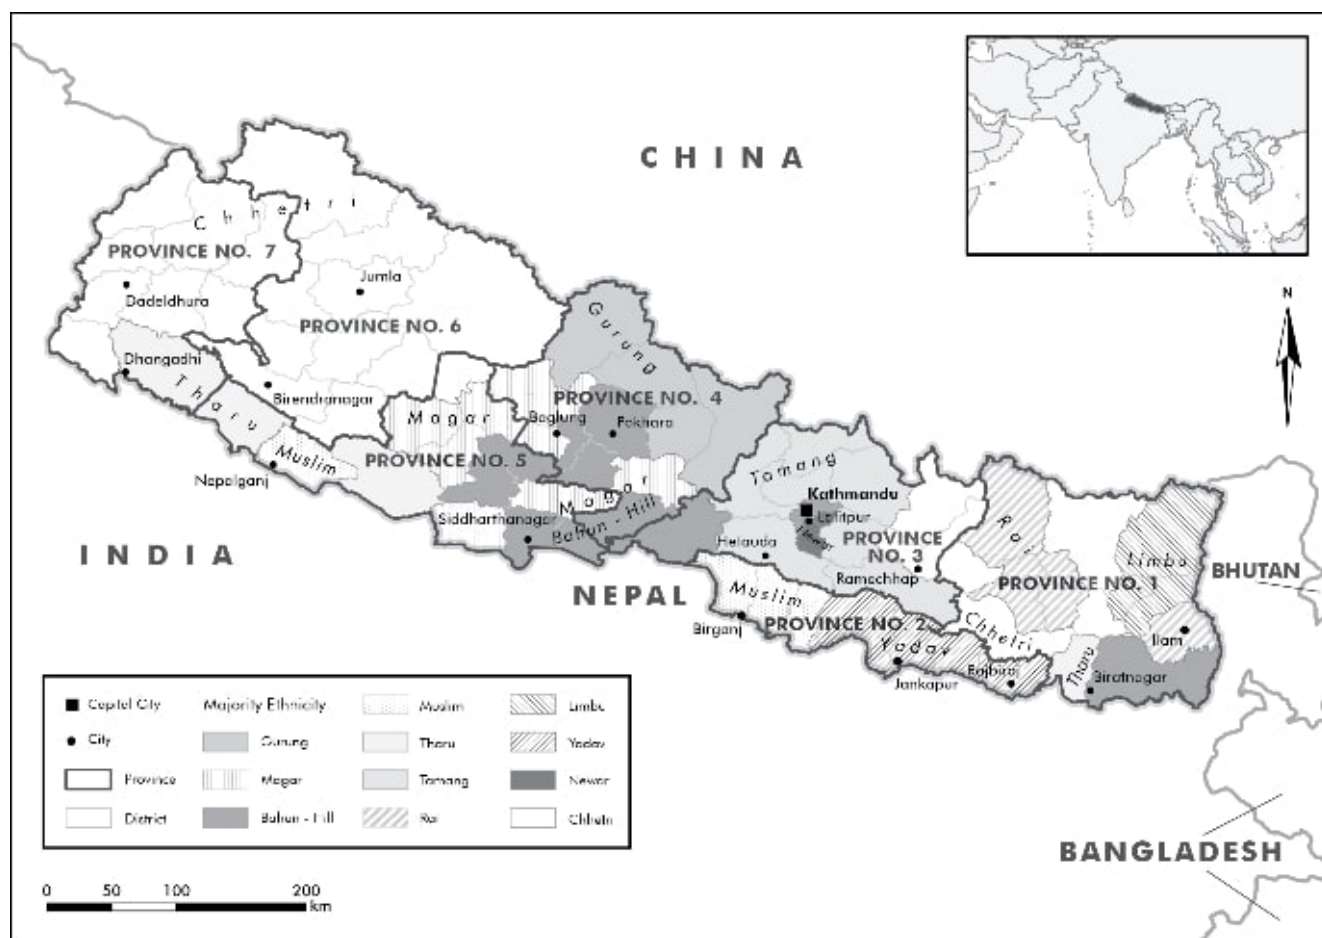 CHINA
N
Chhetri
PROVINCE NO. 7
Jumla
Dadeldhura
PROVINCE NO. 6
Gurung
Dhangadhi
Tharu
Birendranagar
PROVINCE NO. 4
Magar
Baglung
Pokhara
Muslim
PROVINCE NO. 5
Nepalganj
Tamang
Kathmandu
Magar
Lalitpur
Siddharthanagar
Bahun - Hill
Newar
Rai
INDIA
Hetauda
PROVINCE
NO. 3
Limbu
BHUTAN
Ramechhap
PROVINCE NO. 1
NEPAL
Muslim
Birganj
PROVINCE NO. 2
Chhetri
Ilam
Yadav
Tharu
Jankapur
Rajbiraj
Biratnagar
Capital City
Majority Ethnicity
Muslim
Limbu
City
Gurung
Tharu
Yadav
Province
Magar
Tamang
Newar
District
Bahun - Hill
Rai
Chhetri
BANGLADESH
0 50 100 200
km